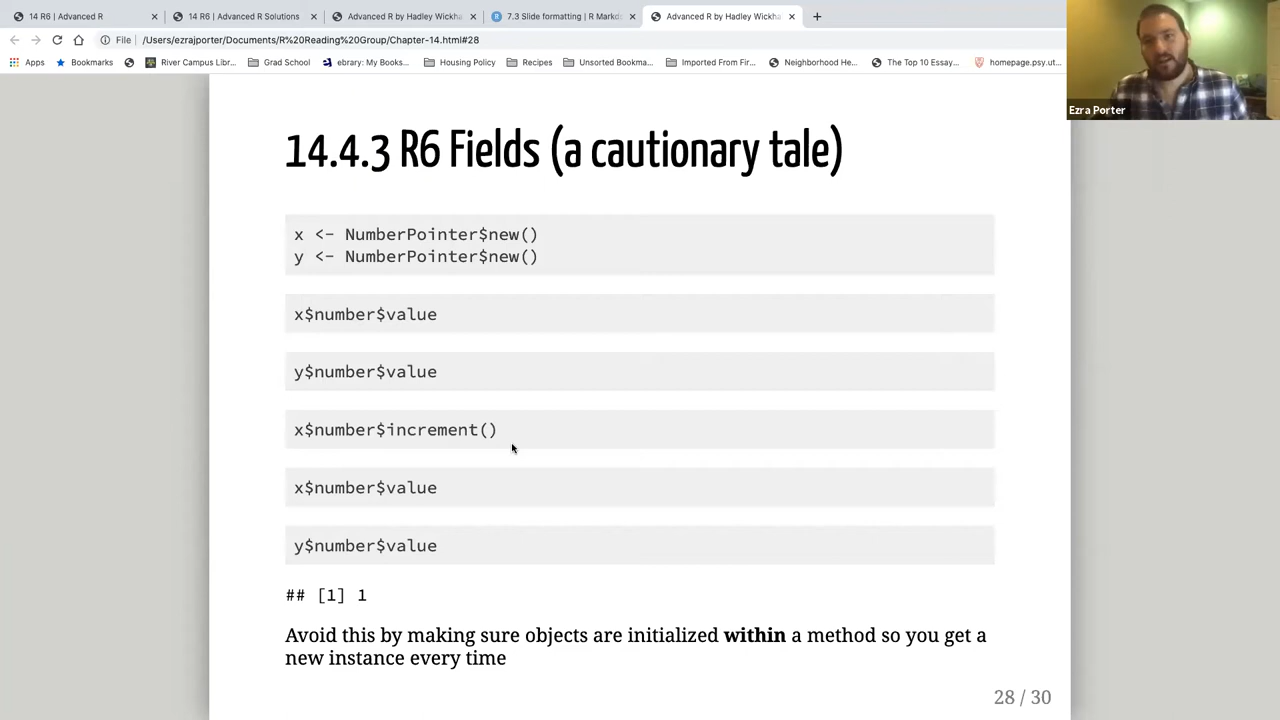 14 R6 | Advanced R
14 R6 | Advanced R Solutions
Advanced R by Hadley Wickha
7.3 Slide formatting | R Markd
Advanced R by Hadley Wickha
File
/Users/ezrajporter/Documents/R%20Reading%20Group/Chapter-14.html#28
Apps
Bookmarks
River Campus Libr...
Grad School
ebrary: My Books...
Housing Policy
Recipes
Unsorted Bookma...
Imported From Fir...
Neighborhood He...
The Top 10 Essay...
homepage.psy.ut...
Ezra Porter
14.4.3 R6 Fields (a cautionary tale)
x <- NumberPointer$new()
y <- NumberPointer$new()
x$number$value
y$number$value
x$number$increment()
x$number$value
y$number$value
## [1] 1
Avoid this by making sure objects are initialized within a method so you get a
new instance every time
28 / 30